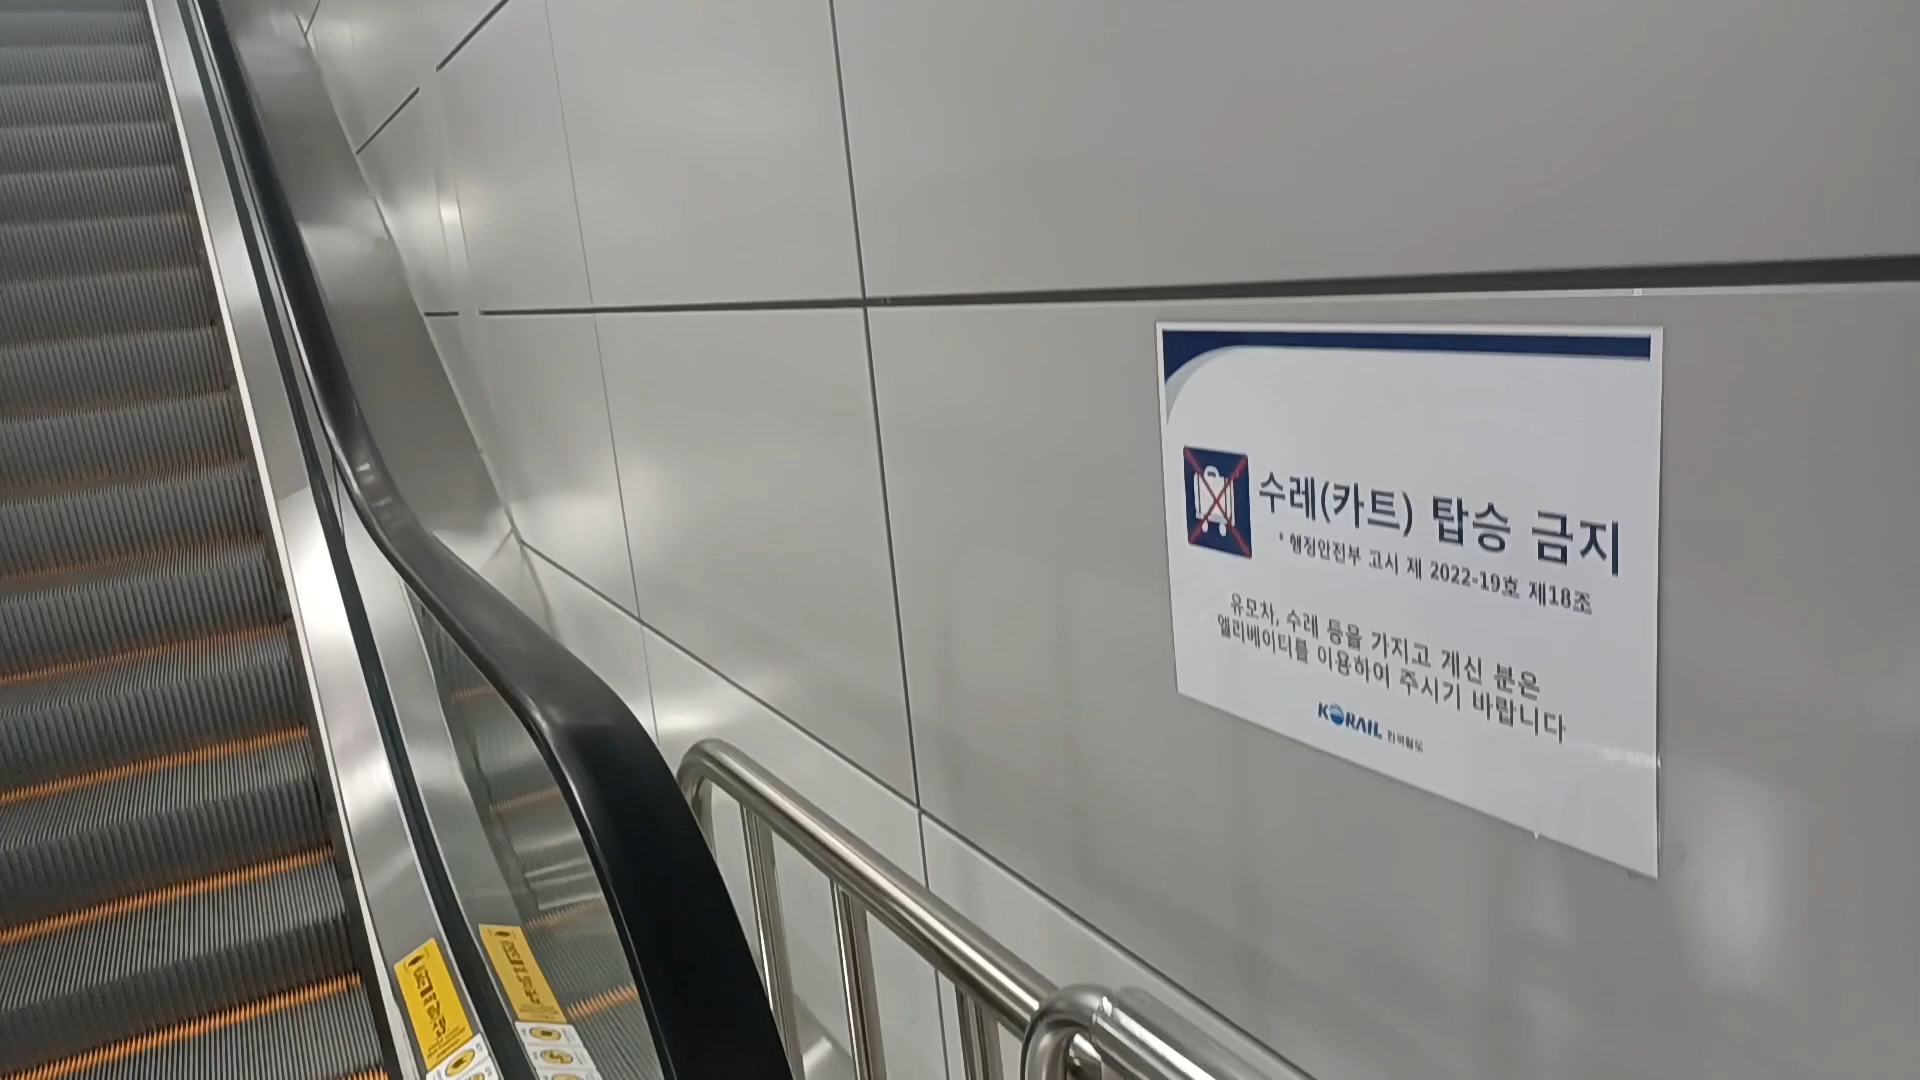 수레(카트) 탑승 금지
* 행정안전부 고시 제 2022-19호 제18조
유모차, 수레 등을 가지고 계신 분은
엘리베이터를 이용하여 주시기 바랍니다
KORAIL 한국철도